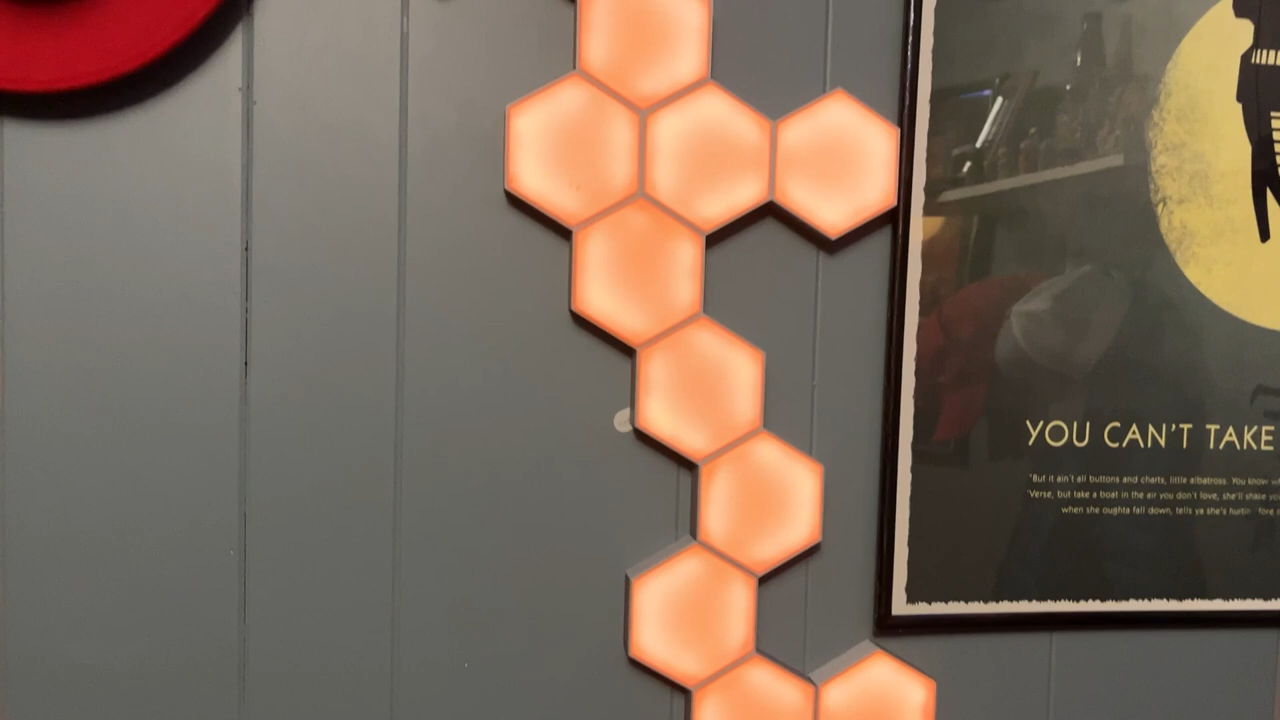 YOU CAN'T TAKE
"But it ain't all buttons and charts, little albatross. You know
'Verse, but take a boat in the air you don't love, she'll shake
when she oughta fall down, tells ya she's hurtin 'fore